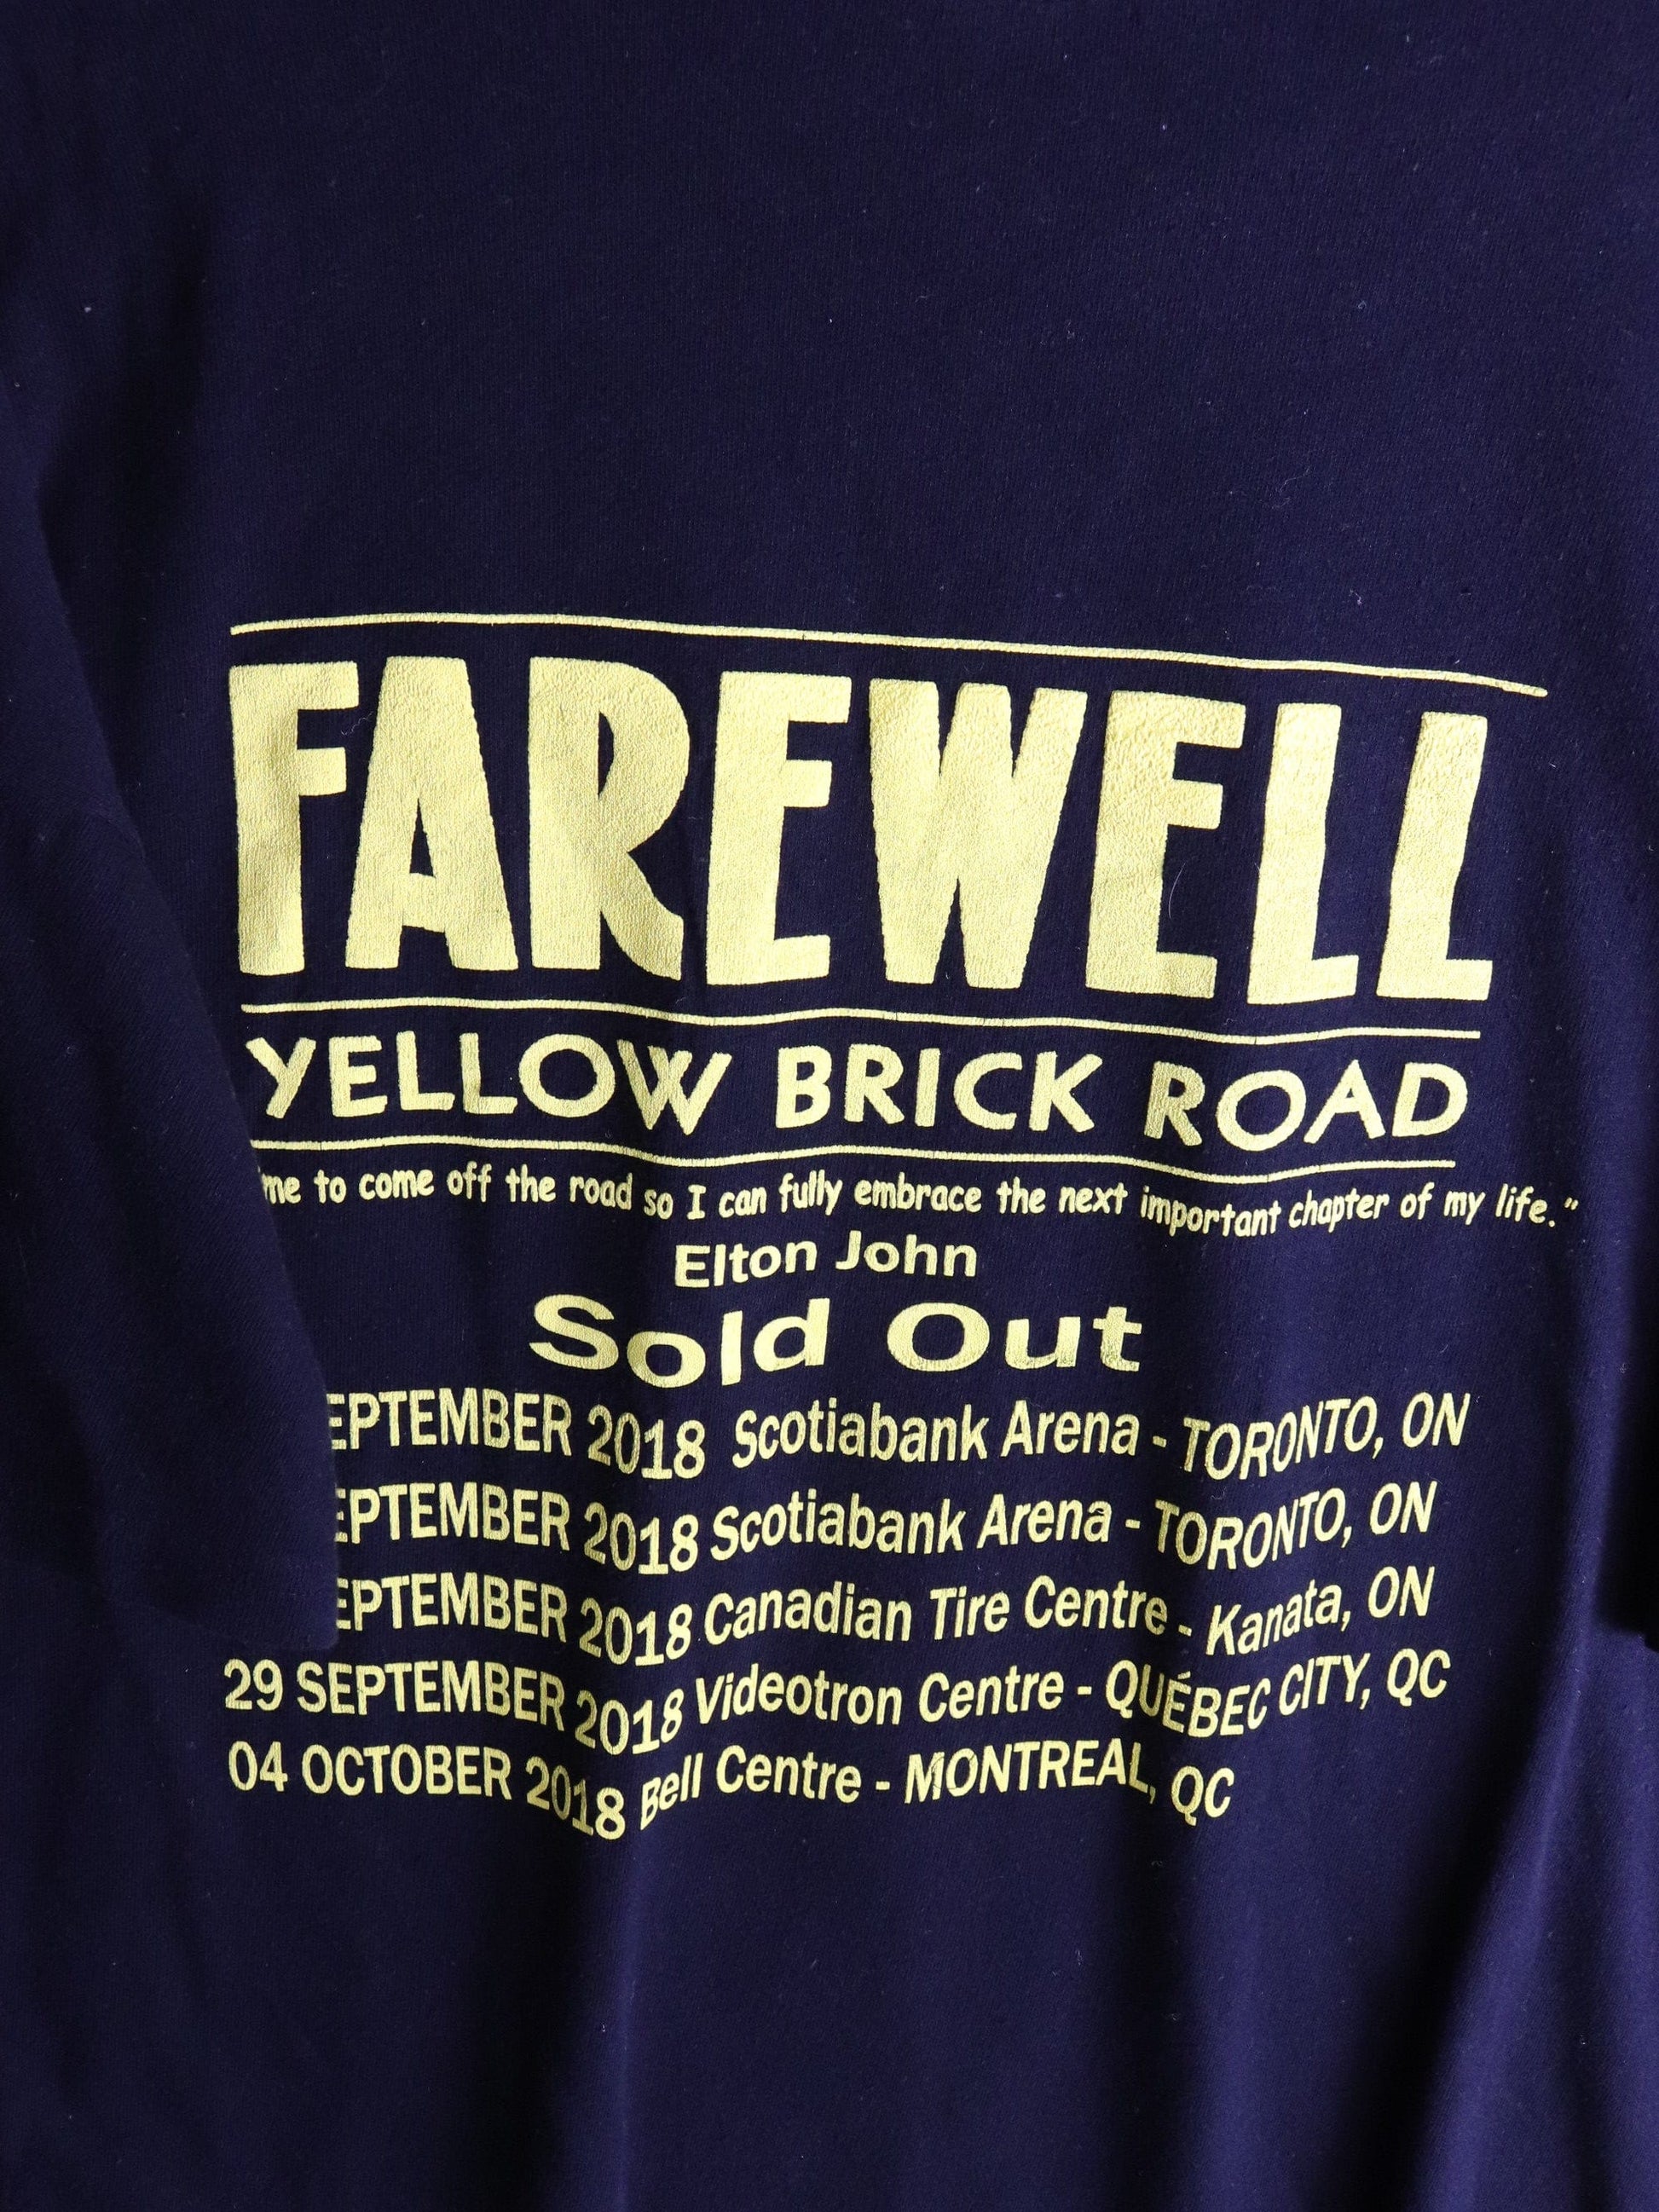 FAREWELL
YELLOW BRICK ROAD
me to come off the road so I can fully embrace the next important chapter of my life."
Elton John
Sold Out
EPTEMBER 2018 Scotiabank Arena - TORONTO, ON
EPTEMBER 2018 Scotiabank Arena - TORONTO, ON
EPTEMBER 2018 Canadian Tire Centre - Kanata, ON
29 SEPTEMBER 2018 Videotron Centre - QUÉBEC CITY, QC
04 OCTOBER 2018 Bell Centre - MONTREAL, QC